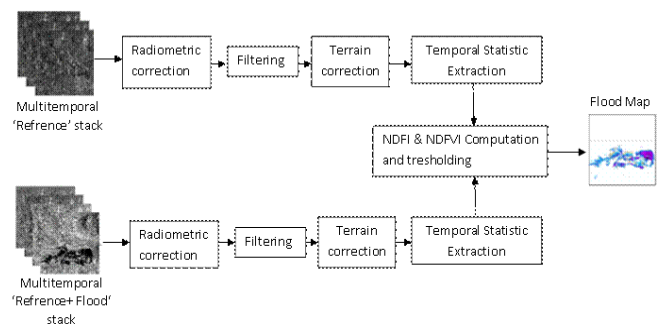 Multitemporal
‘Refrence’ stack
Radiometric
correction
Filtering
Terrain
correction
Temporal Statistic
Extraction
NDFI & NDFVI Computation
and tresholding
Flood Map
Multitemporal
‘Refrence+ Flood‘
stack
Radiometric
correction
Filtering
Terrain
correction
Temporal Statistic
Extraction